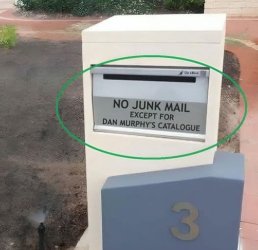 NO JUNK MAIL
EXCEPT FOR
DAN MURPHY'S CATALOGUE
3